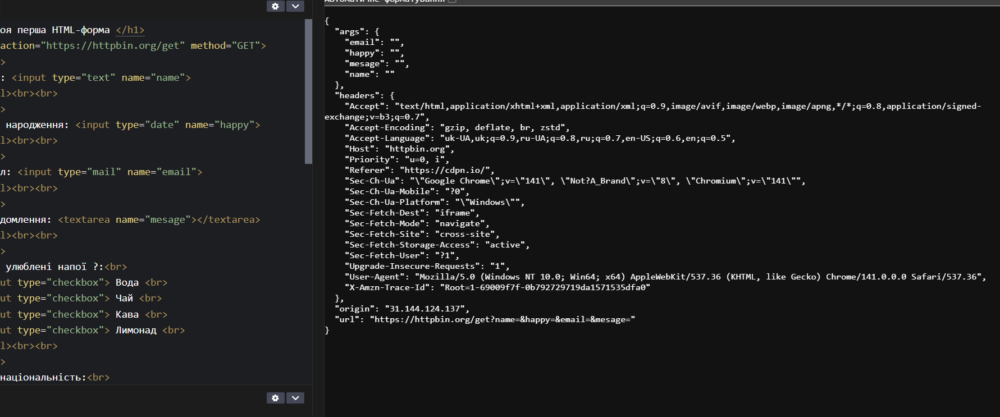 оя перша HTML-форма </h1>
action="https://httpbin.org/get" method="GET">
>
: <input type="text" name="name">
l><br><br>
>
народження: <input type="date" name="happy">
l><br><br>
>
л: <input type="mail" name="email">
l><br><br>
>
домлення: <textarea name="mesage"></textarea>
l><br><br>
>
улюблені напої ?:<br>
ut type="checkbox"> Вода <br>
ut type="checkbox"> Чай <br>
ut type="checkbox"> Кава <br>
ut type="checkbox"> Лимонад <br>
l><br><br>
>
національність:<br>
Автоматичне форматування
{
  "args": {
    "email": "",
    "happy": "",
    "mesage": "",
    "name": ""
  },
  "headers": {
    "Accept": "text/html,application/xhtml+xml,application/xml;q=0.9,image/avif,image/webp,image/apng,*/*;q=0.8,application/signed-
exchange;v=b3;q=0.7",
    "Accept-Encoding": "gzip, deflate, br, zstd",
    "Accept-Language": "uk-UA,uk;q=0.9,ru-UA;q=0.8,ru;q=0.7,en-US;q=0.6,en;q=0.5",
    "Host": "httpbin.org",
    "Priority": "u=0, i",
    "Referer": "https://cdpn.io/",
    "Sec-Ch-Ua": "\"Google Chrome\";v=\"141\", \"Not?A_Brand\";v=\"8\", \"Chromium\";v=\"141\"",
    "Sec-Ch-Ua-Mobile": "?0",
    "Sec-Ch-Ua-Platform": "\"Windows\"",
    "Sec-Fetch-Dest": "iframe",
    "Sec-Fetch-Mode": "navigate",
    "Sec-Fetch-Site": "cross-site",
    "Sec-Fetch-Storage-Access": "active",
    "Sec-Fetch-User": "?1",
    "Upgrade-Insecure-Requests": "1",
    "User-Agent": "Mozilla/5.0 (Windows NT 10.0; Win64; x64) AppleWebKit/537.36 (KHTML, like Gecko) Chrome/141.0.0.0 Safari/537.36",
    "X-Amzn-Trace-Id": "Root=1-69009f7f-0b792729719da1571535dfa0"
  },
  "origin": "31.144.124.137",
  "url": "https://httpbin.org/get?name=&happy=&email=&mesage="
}